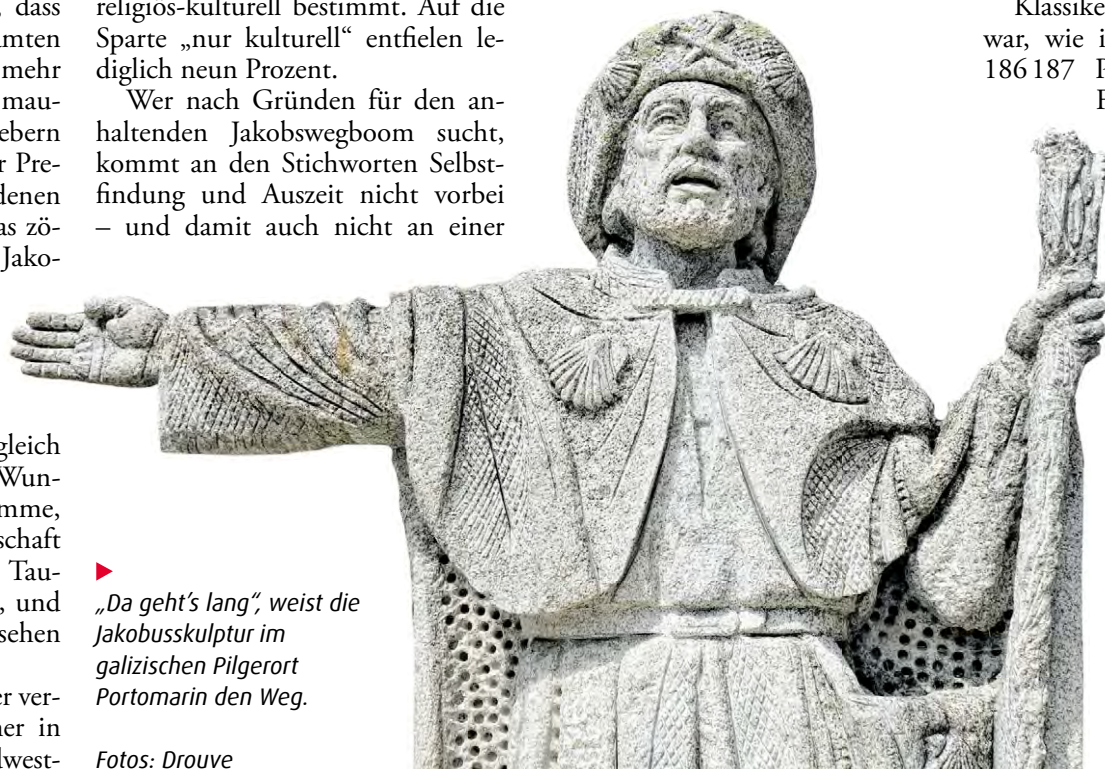 dass
mten
mehr
mau-
ebern
r Pre-
denen
as zö-
Jako-
gleich
Wun-
mme,
schaft
Tau-
, und
sehen
er ver-
ner in
lwest-
religiös-kulturell bestimmt. Auf die
Sparte „nur kulturell“ entfielen le-
diglich neun Prozent.
Wer nach Gründen für den an-
haltenden Jakobswegboom sucht,
kommt an den Stichworten Selbst-
findung und Auszeit nicht vorbei
– und damit auch nicht an einer
„Da geht’s lang“, weist die
Jakobusskulptur im
galizischen Pilgerort
Portomarin den Weg.
Fotos: Drouve
Klassike
war, wie i
186 187 P